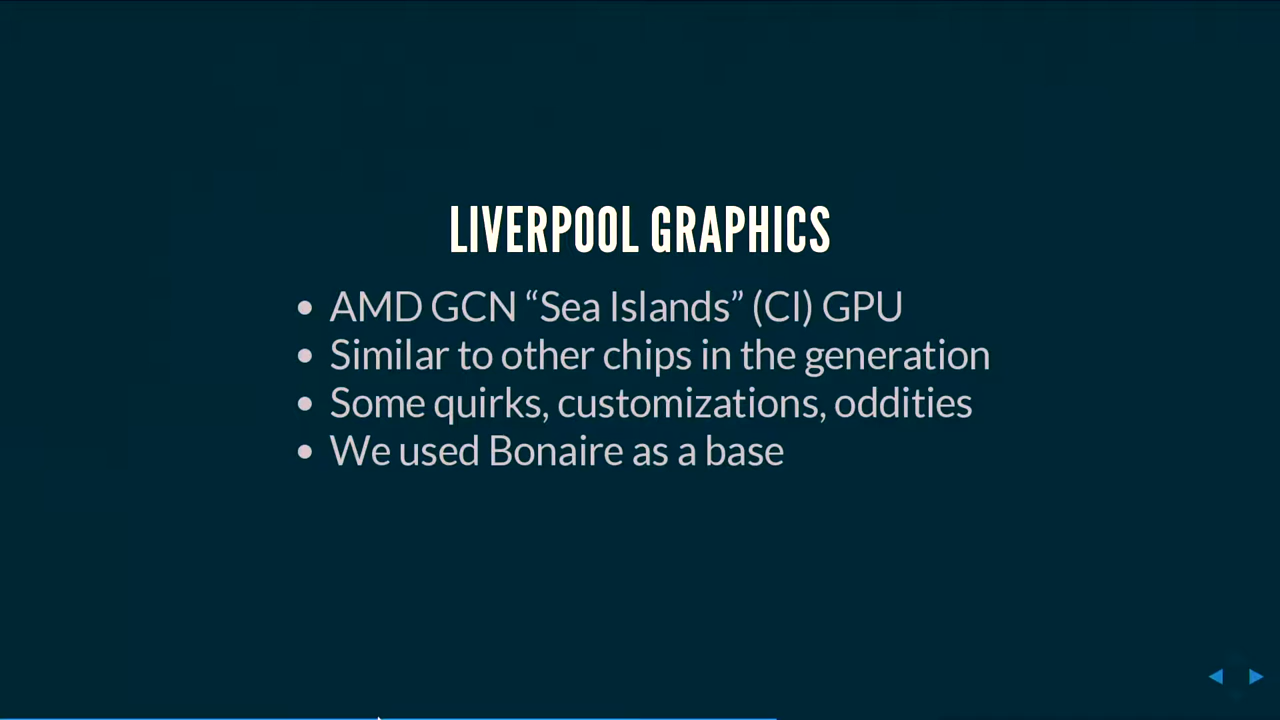 LIVERPOOL GRAPHICS
• AMD GCN “Sea Islands” (CI) GPU
• Similar to other chips in the generation
• Some quirks, customizations, oddities
• We used Bonaire as a base